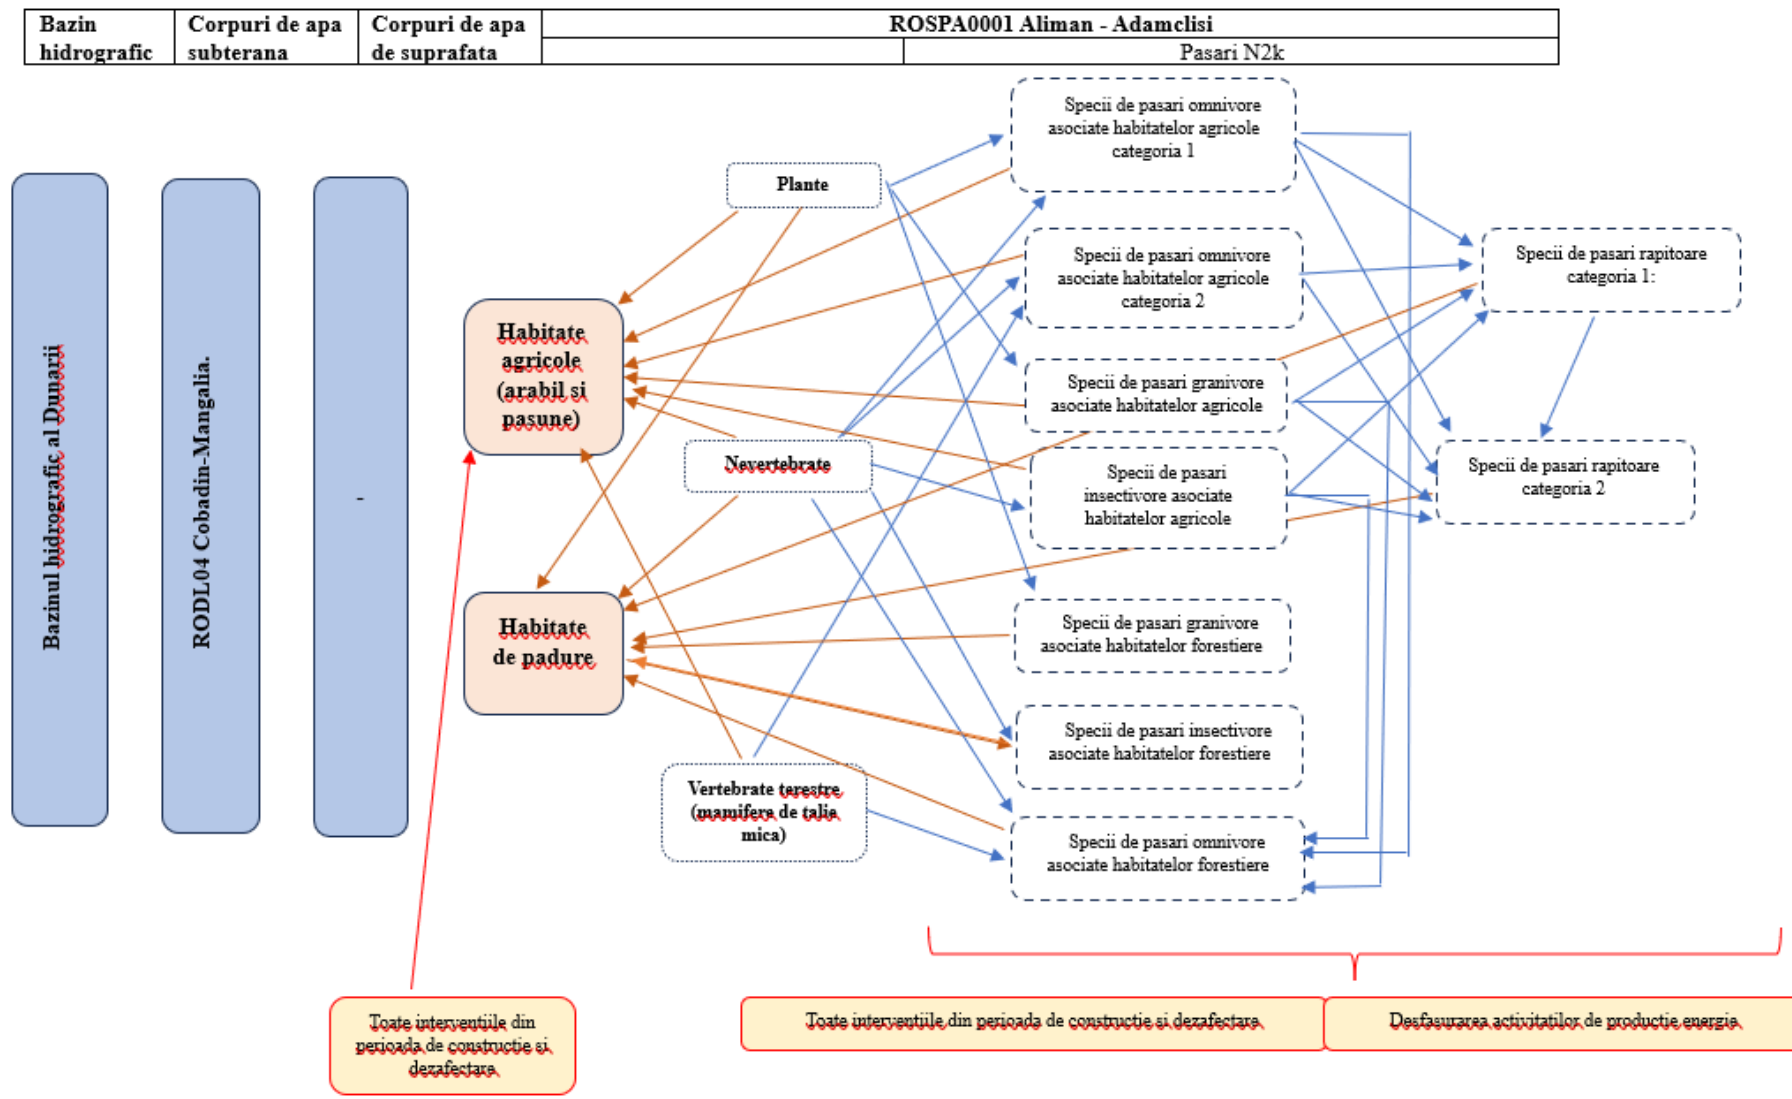 Bazin
hidrografic
Corpuri de apa
subterana
Corpuri de apa
de suprafata
ROSPA0001 Aliman - Adamclisi
Pasari N2k
Bazinul hidrografic al Dunarii
RODL04 Cobadin-Mangalia.
-
Habitate
agricole
(arabil si
pasune)
Habitate
de padure
Plante
Nevertebrate
Vertebrate terestre
(mamifere de talie
mica)
Specii de pasari omnivore
asociate habitatelor agricole
categoria 1
Specii de pasari omnivore
asociate habitatelor agricole
categoria 2
Specii de pasari granivore
asociate habitatelor agricole
Specii de pasari
insectivore asociate
habitatelor agricole
Specii de pasari granivore
asociate habitatelor forestiere
Specii de pasari insectivore
asociate habitatelor forestiere
Specii de pasari omnivore
asociate habitatelor forestiere
Specii de pasari rapitoare
categoria 1:
Specii de pasari rapitoare
categoria 2
Toate interventiile din
perioada de constructie si
dezafectare
Toate interventiile din perioada de constructie si dezafectare
Desfasurarea activitatilor de productie energie